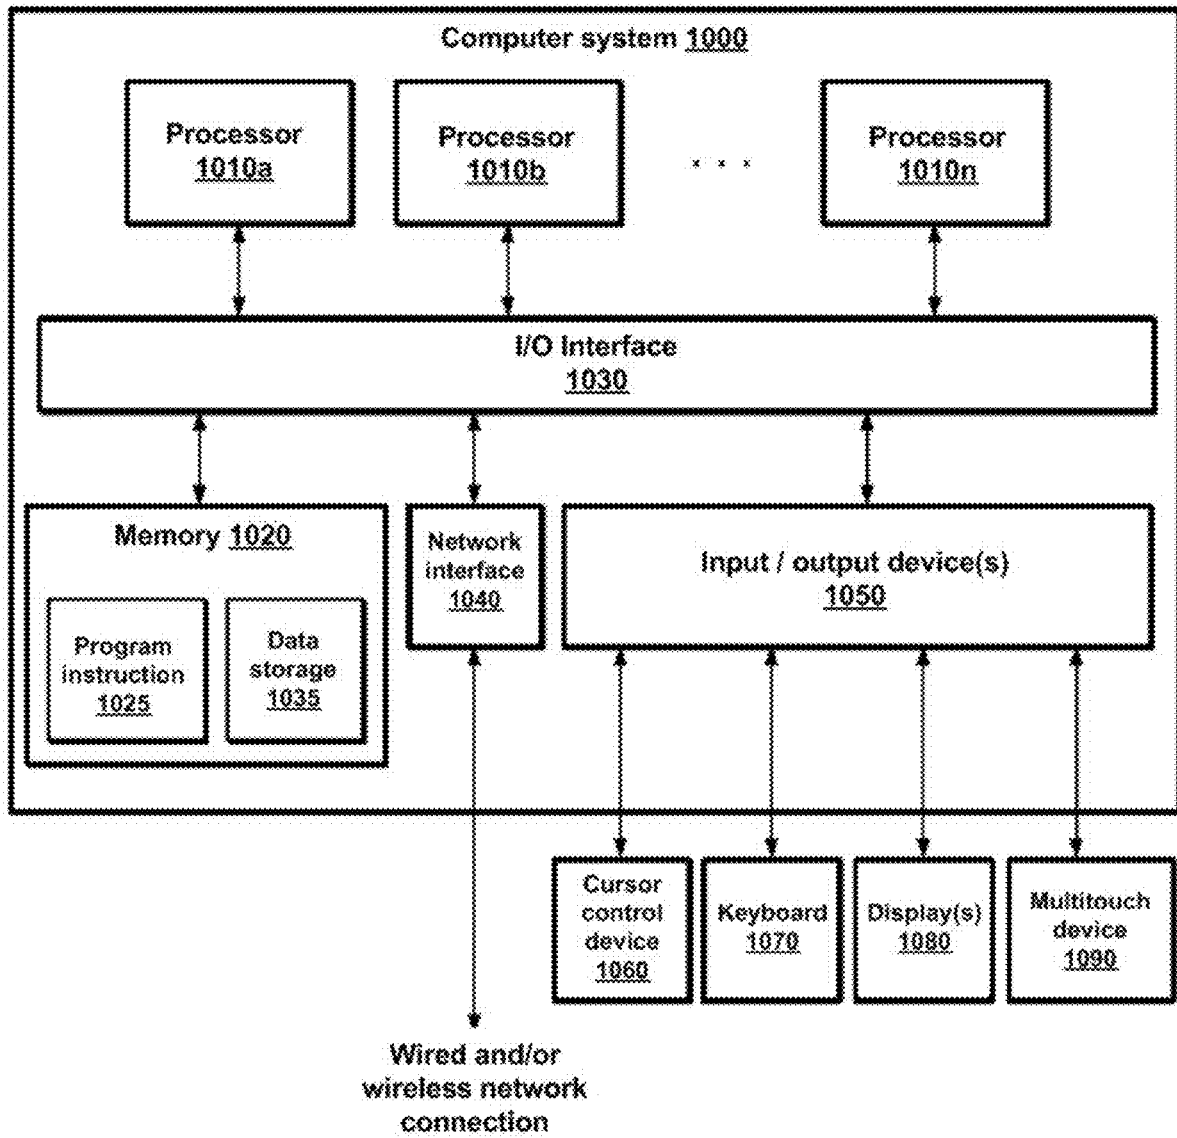 Computer system 1000
Processor
1010a
Processor
1010b
. . .
Processor
1010n
I/O Interface
1030
Memory 1020
Program
instruction
1025
Data
storage
1035
Network
interface
1040
Input / output device(s)
1050
Cursor
control
device
1060
Keyboard
1070
Display(s)
1080
Multitouch
device
1090
Wired and/or
wireless network
connection